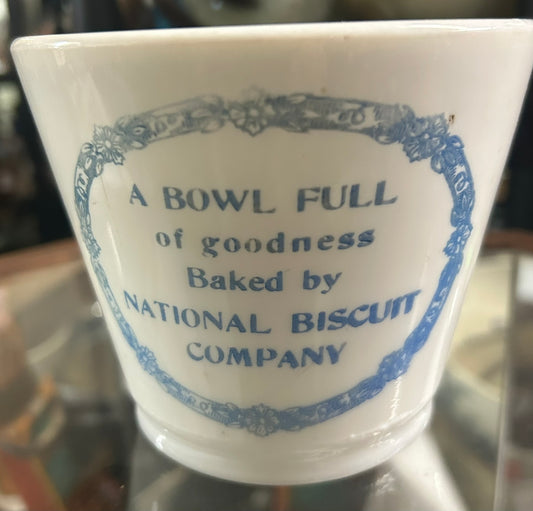 A BOWL FULL
of goodness
Baked by
NATIONAL BISCUIT
COMPANY